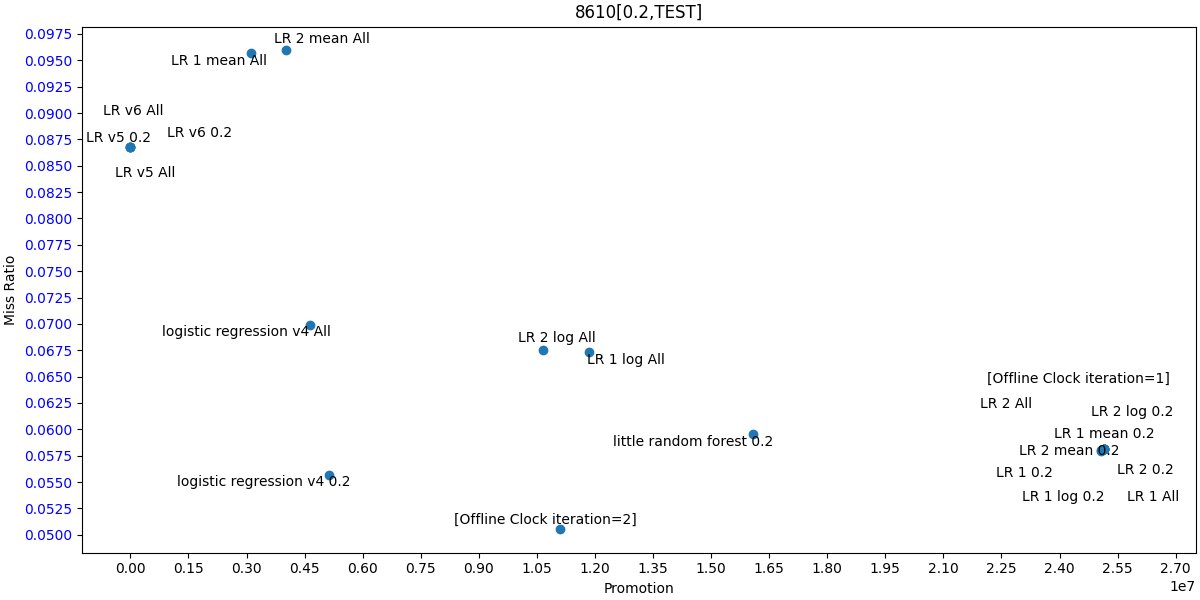 8610[0.2,TEST]
0.0975
0.0950
0.0925
0.0900
0.0875
0.0850
0.0825
0.0800
0.0775
0.0750
0.0725
0.0700
0.0675
0.0650
0.0625
0.0600
0.0575
0.0550
0.0525
0.0500
Miss Ratio
LR 2 mean All
LR 1 mean All
LR v6 All
LR v6 0.2
LR v5 0.2
LR v5 All
logistic regression v4 All
LR 2 log All
LR 1 log All
[Offline Clock iteration=1]
LR 2 All
LR 2 log 0.2
LR 1 mean 0.2
little random forest 0.2
LR 2 mean 0.2
LR 2 0.2
LR 1 0.2
logistic regression v4 0.2
LR 1 log 0.2
LR 1 All
[Offline Clock iteration=2]
0.00 0.15 0.30 0.45 0.60 0.75 0.90 1.05 1.20 1.35 1.50 1.65 1.80 1.95 2.10 2.25 2.40 2.55 2.70
1e7
Promotion